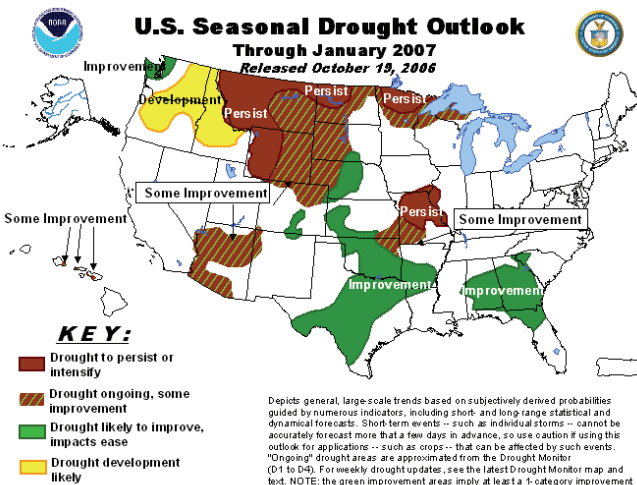 U.S. Seasonal Drought Outlook
Through January 2007
Released October 19, 2006
NOAA
Improvement
Development
Persist
Persist
Persist
Some Improvement
Persist
Some Improvement
Some Improvement
Improvement
Improvement
KEY:
Drought to persist or
intensify
Drought ongoing, some
improvement
Drought likely to improve,
impacts ease
Drought development
likely
Depicts general, large-scale trends based on subjectively derived probabilities
guided by numerous indicators, including short- and long-range statistical and
dynamical forecasts. Short-term events -- such as individual storms -- cannot be
accurately forecast more that a few days in advance, so use caution if using this
outlook for applications -- such as crops -- that can be affected by such events.
"Ongoing" drought areas are approximated from the Drought Monitor
(D1 to D4). For weekly drought updates, see the latest Drought Monitor map and
text. NOTE: the green improvement areas imply at least a 1-category improvement